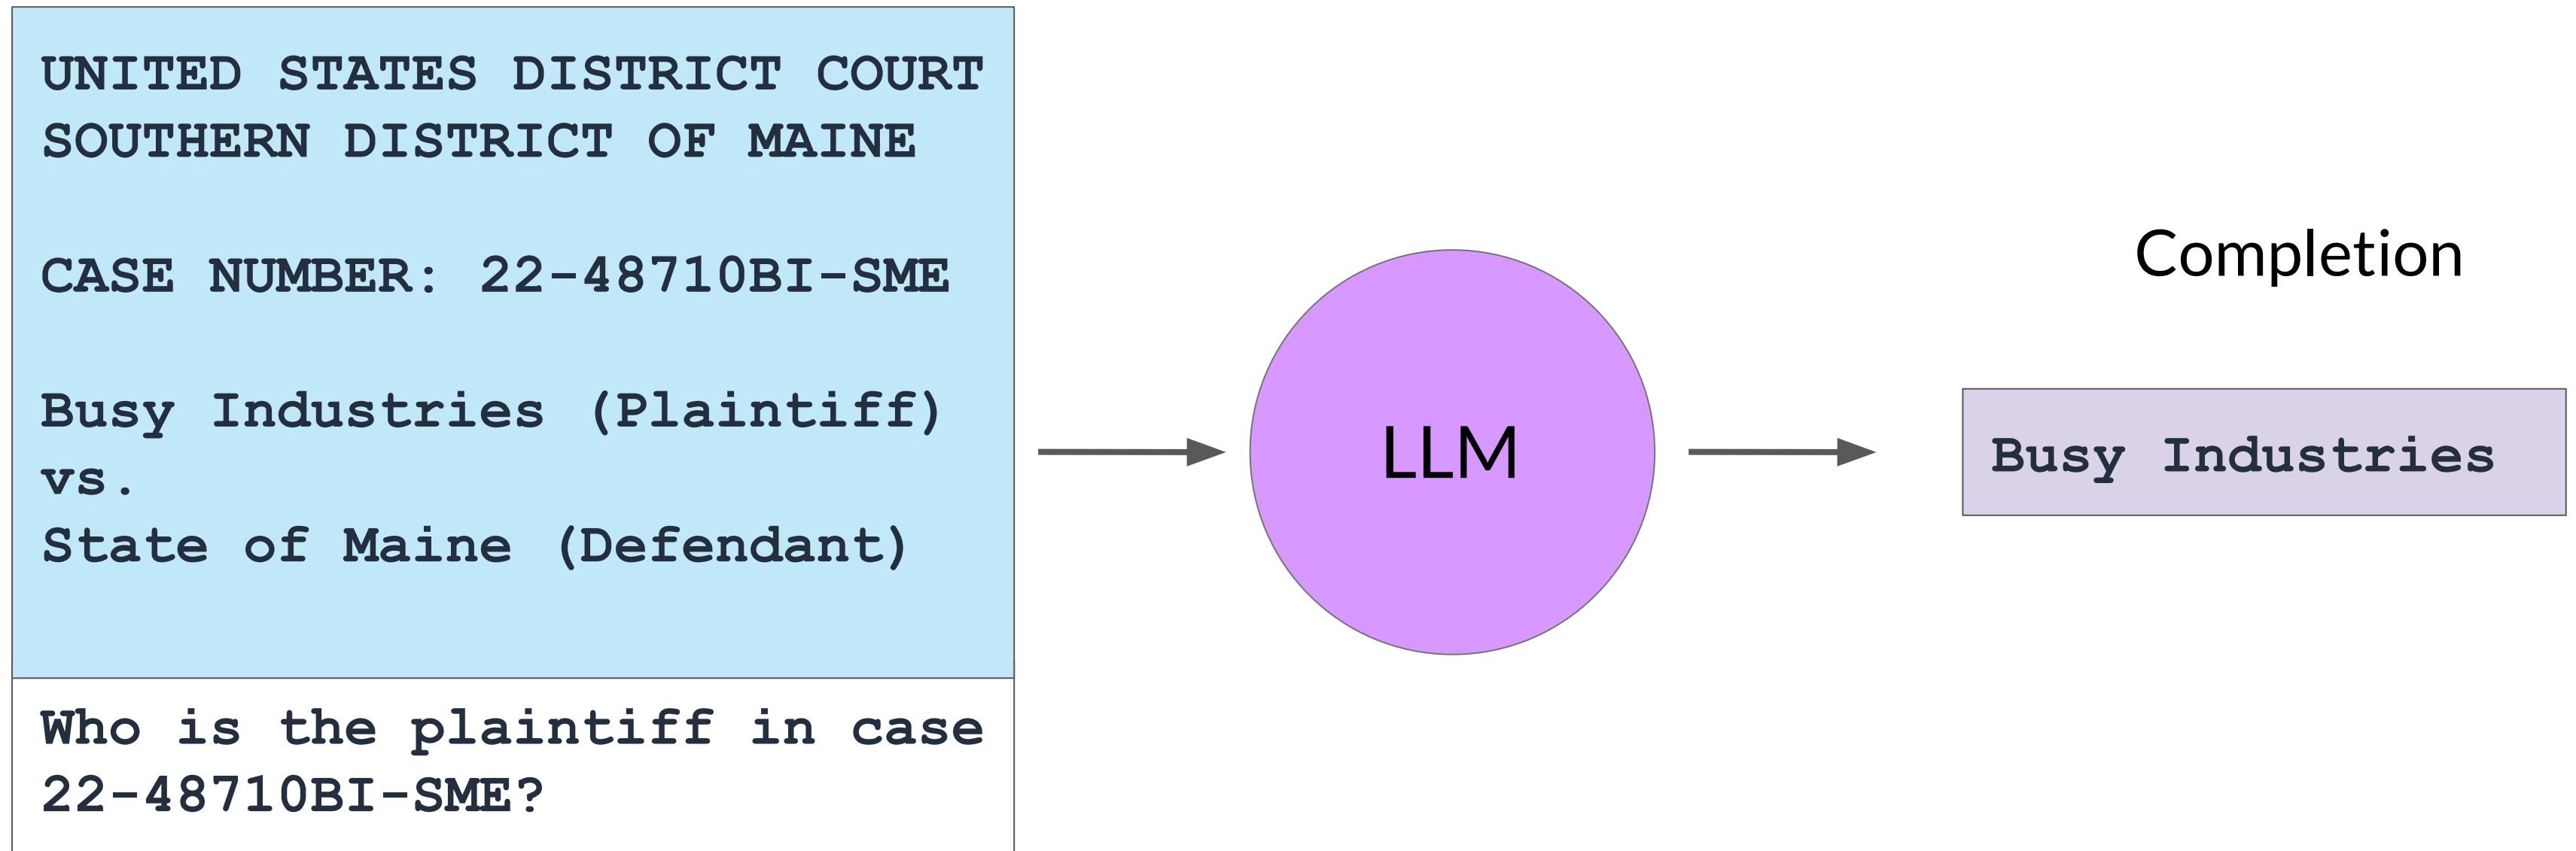 UNITED STATES DISTRICT COURT
SOUTHERN DISTRICT OF MAINE
CASE NUMBER: 22-48710BI-SME
Busy Industries (Plaintiff)
vs.
State of Maine (Defendant)
Who is the plaintiff in case
22-48710BI-SME?
LLM
Completion
Busy Industries